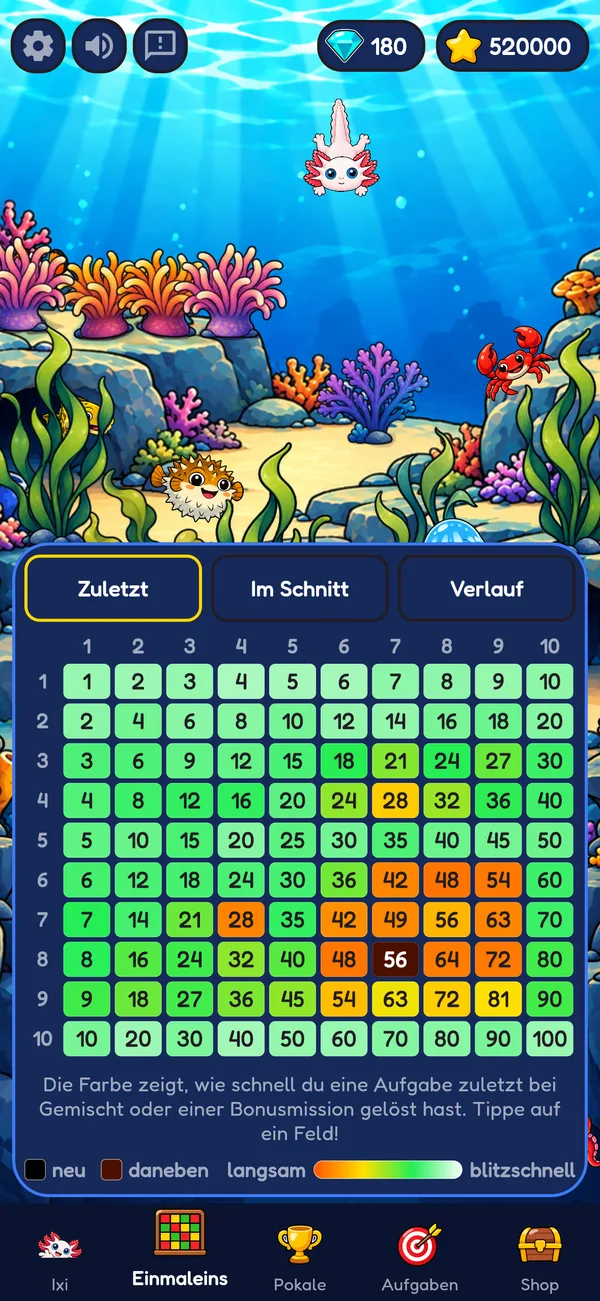 180 520000
Zuletzt Im Schnitt Verlauf
1 2 3 4 5 6 7 8 9 10
1 1 2 3 4 5 6 7 8 9 10
2 2 4 6 8 10 12 14 16 18 20
3 3 6 9 12 15 18 21 24 27 30
4 4 8 12 16 20 24 28 32 36 40
5 5 10 15 20 25 30 35 40 45 50
6 6 12 18 24 30 36 42 48 54 60
7 7 14 21 28 35 42 49 56 63 70
8 8 16 24 32 40 48 56 64 72 80
9 9 18 27 36 45 54 63 72 81 90
10 10 20 30 40 50 60 70 80 90 100
Die Farbe zeigt, wie schnell du eine Aufgabe zuletzt bei
Gemischt oder einer Bonusmission gelöst hast. Tippe auf
ein Feld!
neu daneben langsam blitzschnell
Ixi Einmaleins Pokale Aufgaben Shop